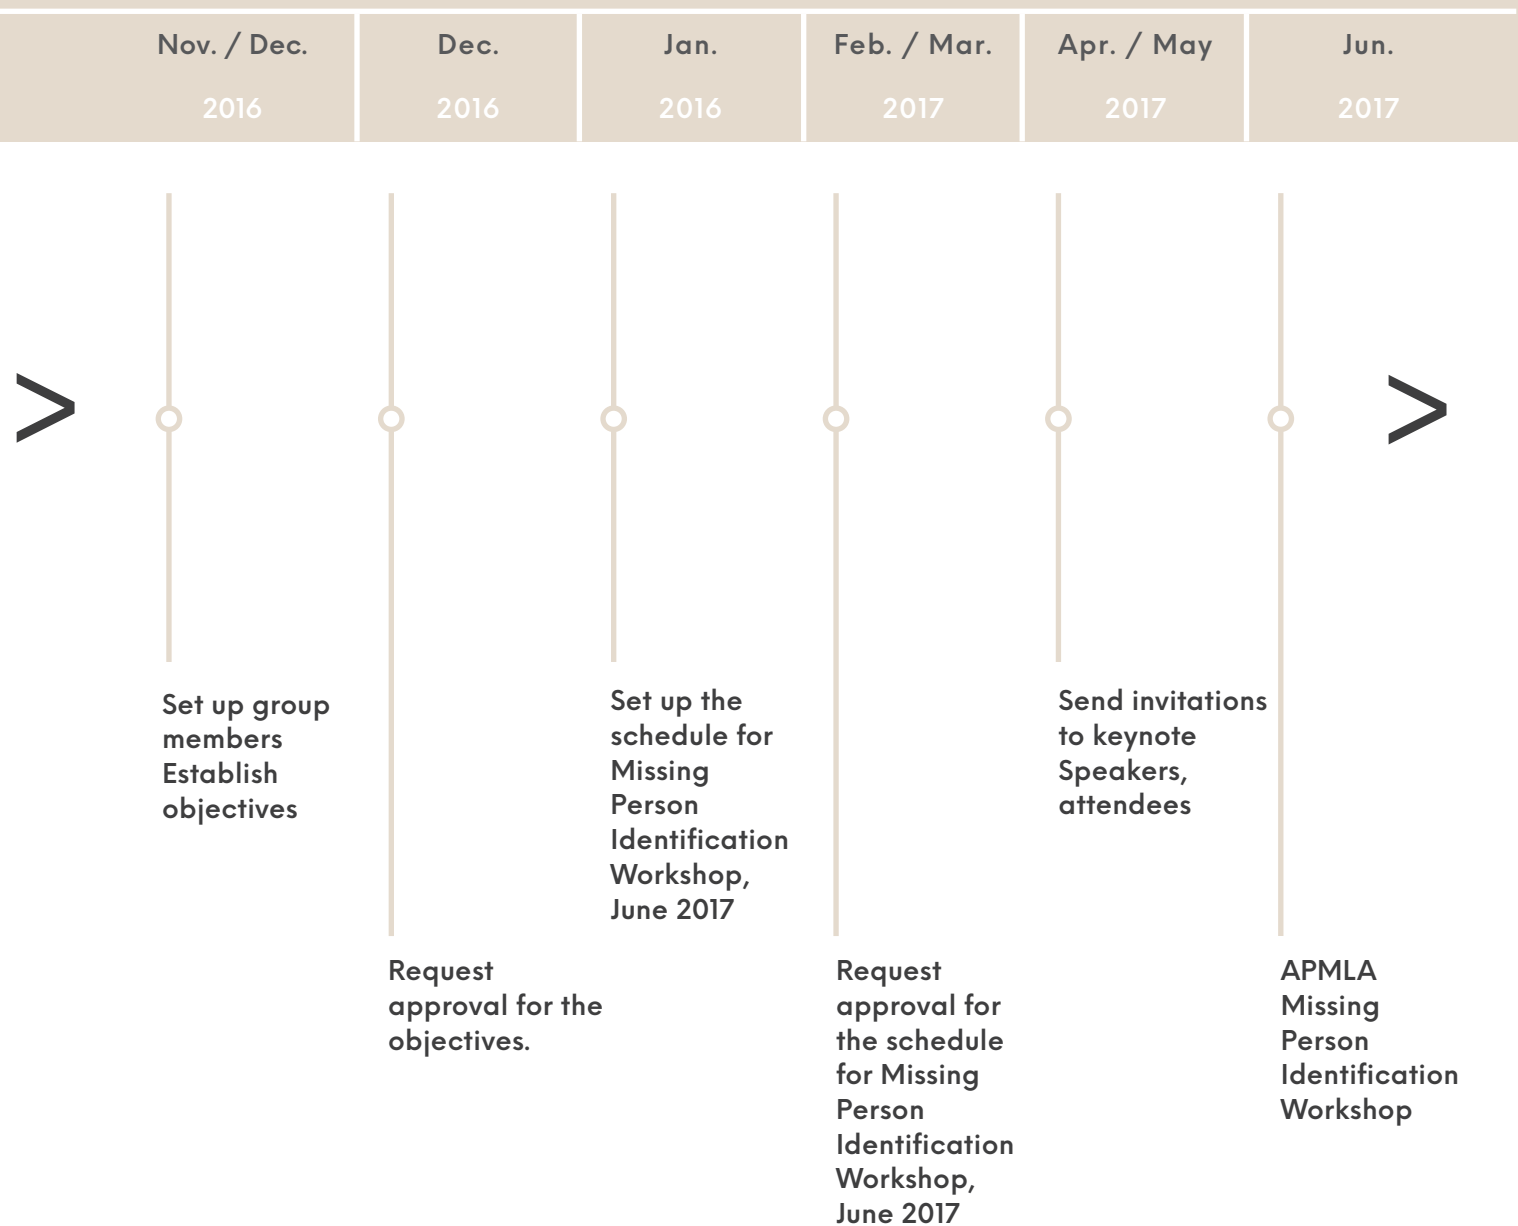 Nov. / Dec.
2016
Dec.
2016
Jan.
2016
Feb. / Mar.
2017
Apr. / May
2017
Jun.
2017
>
>
Set up group
members
Establish
objectives
Request
approval for the
objectives.
Set up the
schedule for
Missing
Person
Identification
Workshop,
June 2017
Request
approval for
the schedule
for Missing
Person
Identification
Workshop,
June 2017
Send invitations
to keynote
Speakers,
attendees
APMLA
Missing
Person
Identification
Workshop